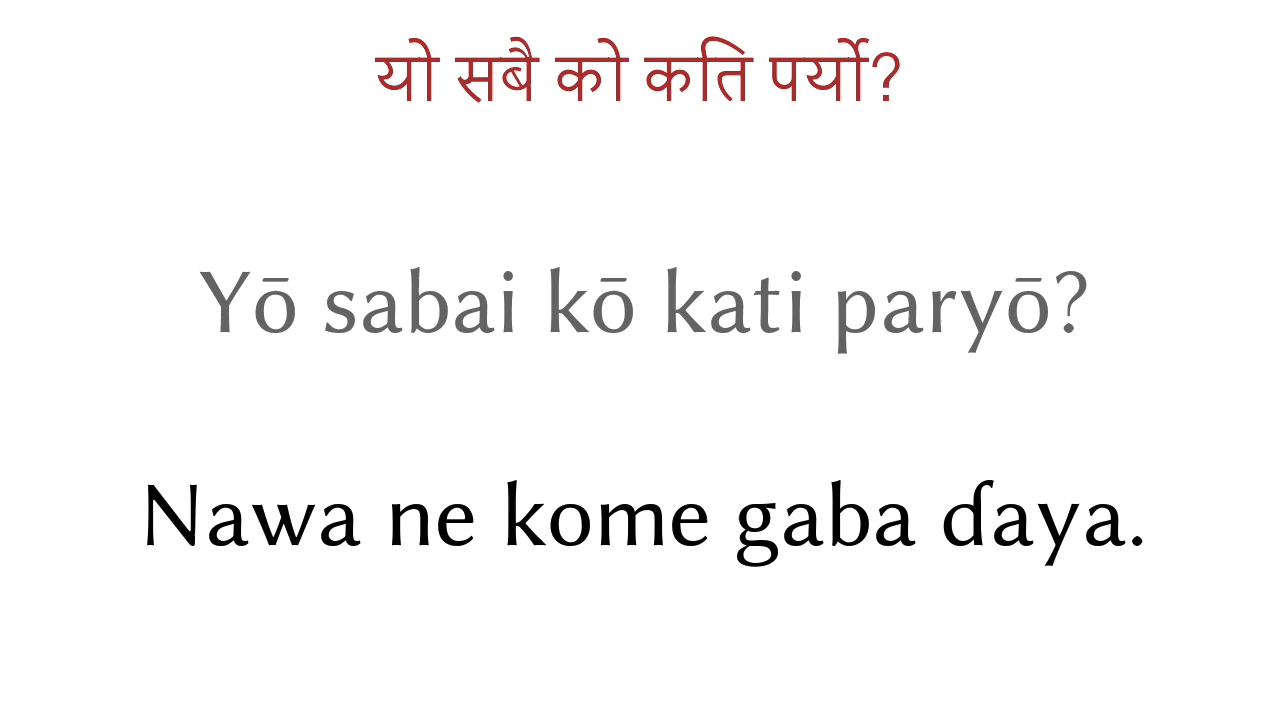 यो सबै को कति पर्यो?
Yō sabai kō kati paryō?
Nawa ne kome gaba ɗaya.